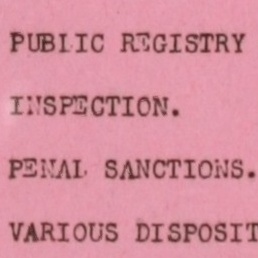 PUBLIC REGISTRY
INSPECTION.
PENAL SANCTIONS.
VARIOUS DISPOSIT